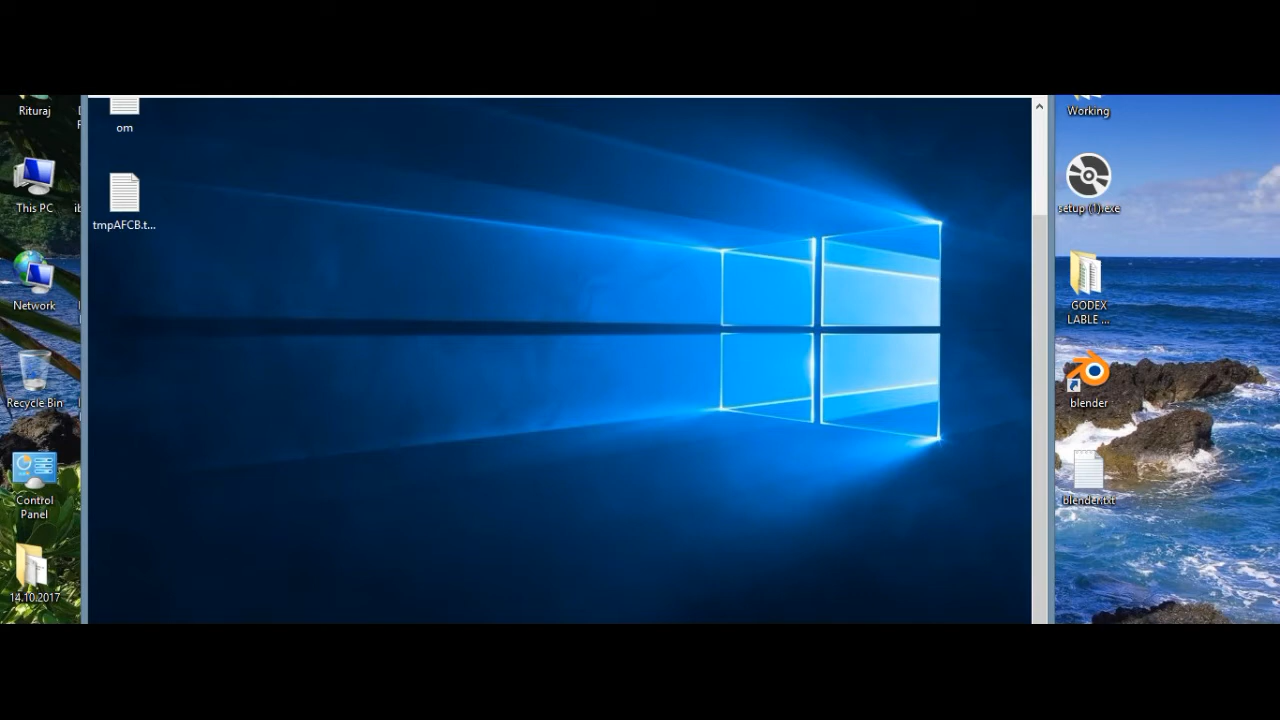 Rituraj
This PC
Network
Recycle Bin
Control
Panel
14.10.2017
om
tmpAFCB.t...
Working
setup (1).exe
GODEX
LABLE ...
blender
blender.txt